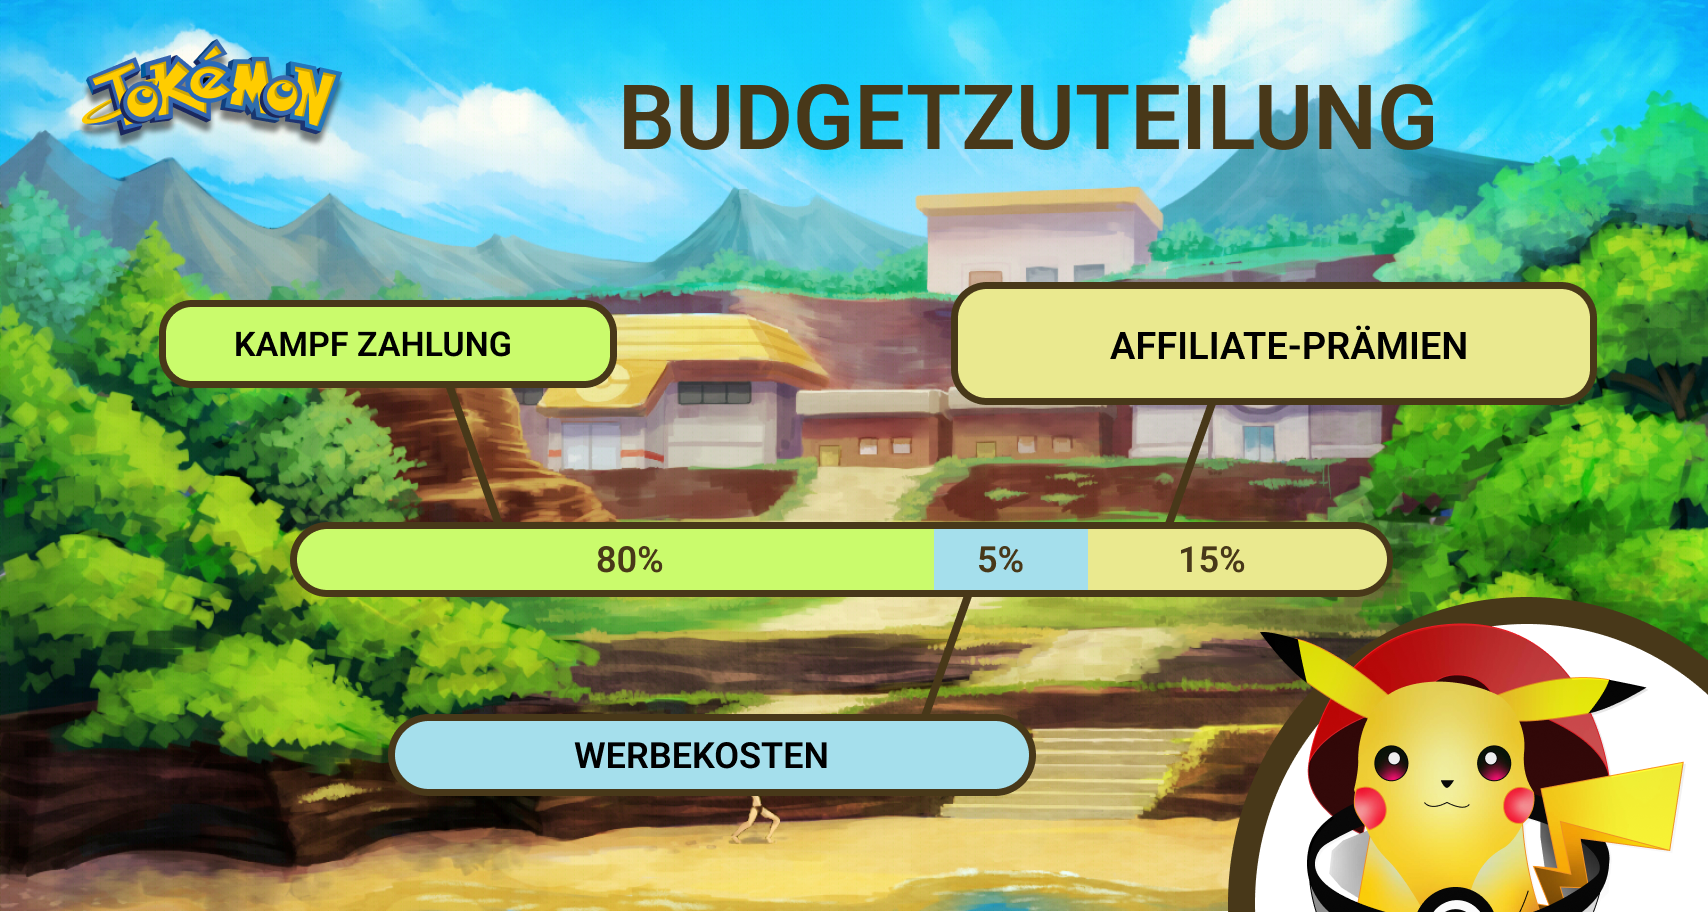 TOKéMON
BUDGETZUTEILUNG
KAMPF ZAHLUNG
AFFILIATE-PRÄMIEN
80%
5%
15%
WERBEKOSTEN